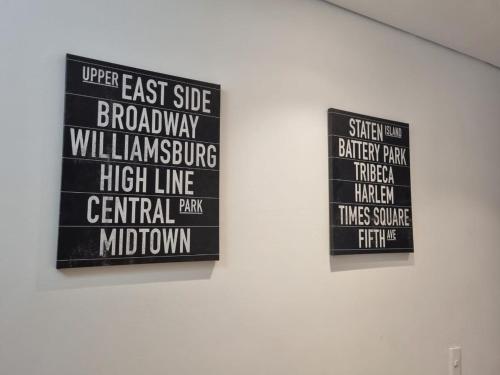 UPPER EAST SIDE
BROADWAY
WILLIAMSBURG
HIGH LINE
CENTRAL PARK
MIDTOWN
STATEN ISLAND
BATTERY PARK
TRIBECA
HARLEM
TIMES SQUARE
FIFTH AVE